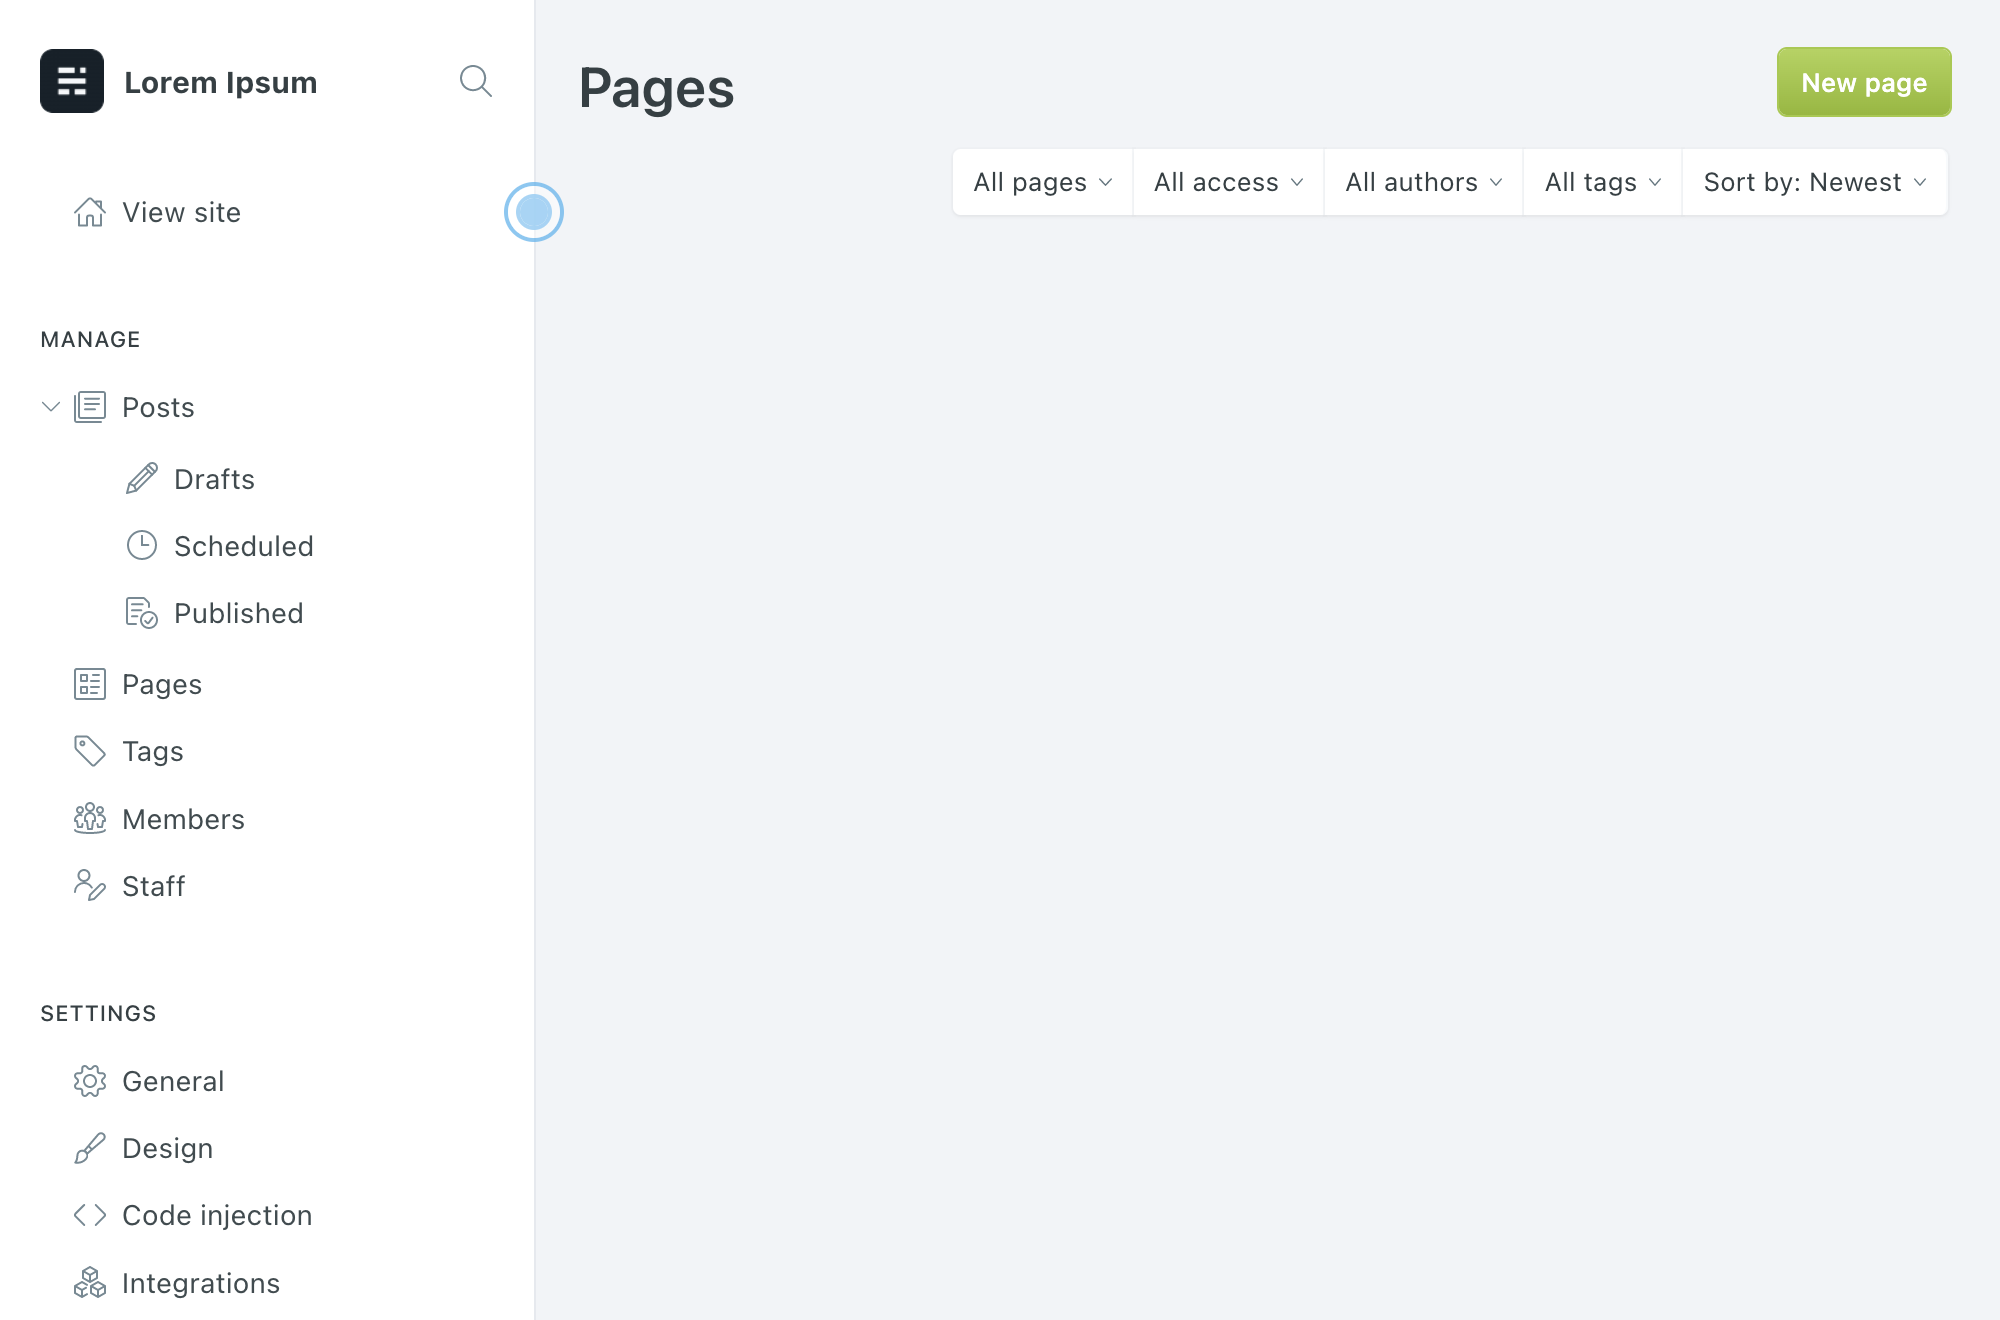 Lorem Ipsum
View site
MANAGE
Posts
Drafts
Scheduled
Published
Pages
Tags
Members
Staff
SETTINGS
General
Design
Code injection
Integrations
Pages
New page
All pages
All access
All authors
All tags
Sort by: Newest